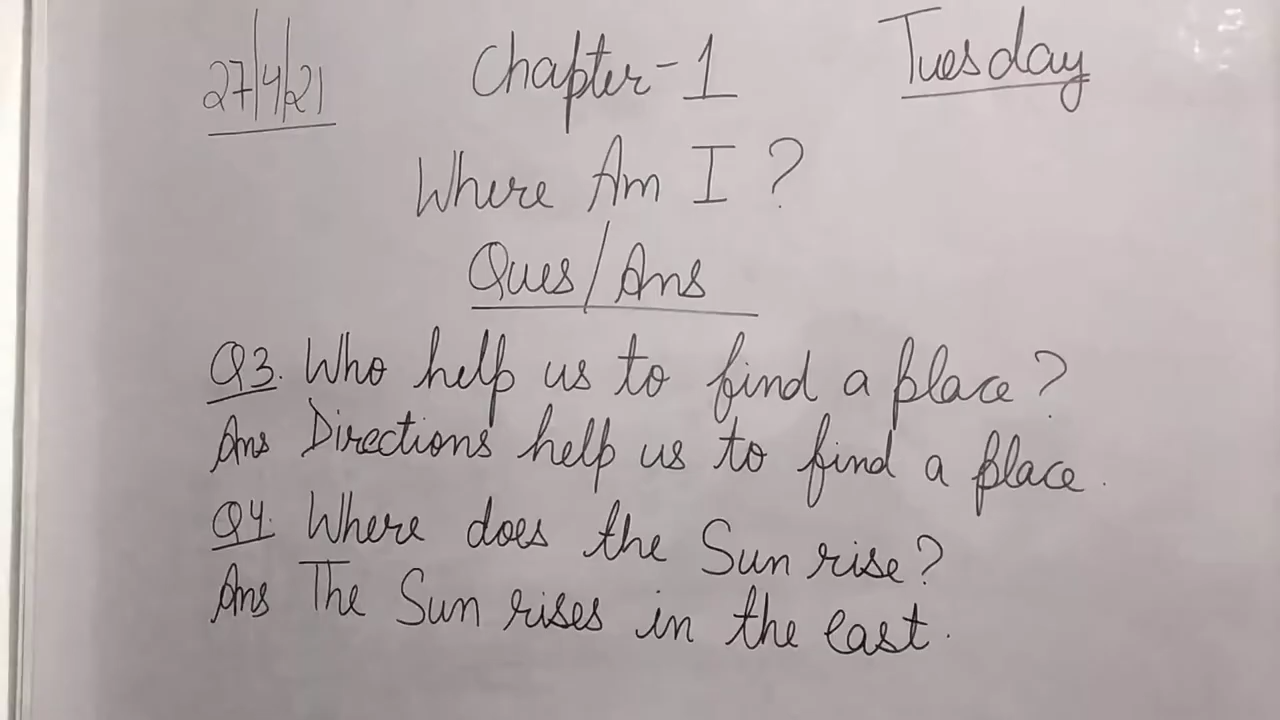 27/4/21 Chapter-1 Tuesday
Where Am I ?
Ques/Ans
Q3. Who help us to find a place?
Ans Directions help us to find a place.
Q4. Where does the Sun rise?
Ans The Sun rises in the east.